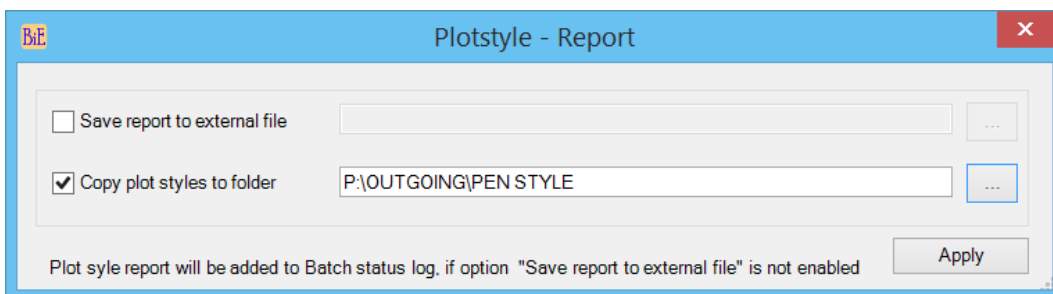 BiE
Plotstyle - Report
Save report to external file
...
Copy plot styles to folder
P:\OUTGOING\PEN STYLE
...
Plot syle report will be added to Batch status log, if option  "Save report to external file" is not enabled
Apply